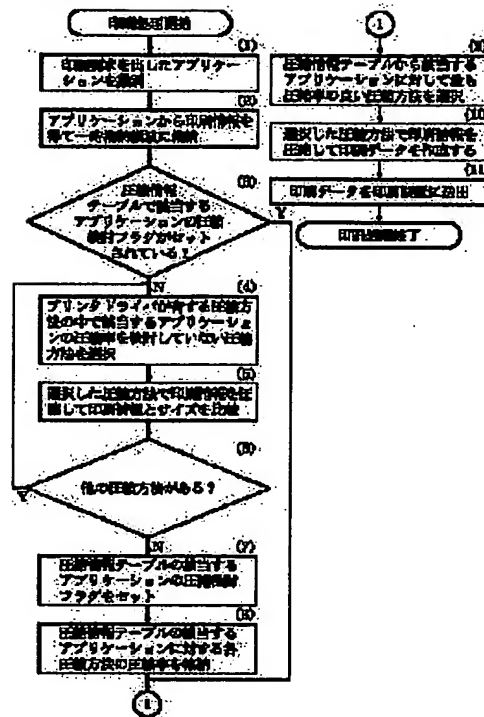 印刷処理開始
(1)
印刷要求を出したアプリケー
ションを識別
(2)
アプリケーションから印刷情報を
得て一時格納領域に格納
(3)
圧縮情報
テーブルで該当する
アプリケーションの圧縮
検討フラグがセット
されている?
Y
N
(4)
プリンタドライバが有する圧縮方
法の中で該当するアプリケーショ
ンの圧縮率を検討していない圧縮
方法を選択
(5)
選択した圧縮方法で印刷情報を圧
縮して印刷情報とサイズを比較
(6)
他の圧縮方法がある?
Y
N
(7)
圧縮情報テーブルの該当する
アプリケーションの圧縮検討
フラグをセット
(8)
圧縮情報テーブルの該当する
アプリケーションに対する各
圧縮方法の圧縮率を格納
1
1
(9)
圧縮情報テーブルから該当する
アプリケーションに対して最も
圧縮率の良い圧縮方法を選択
(10)
選択した圧縮方法で印刷情報を
圧縮して印刷データを作成する
(11)
印刷データを印刷装置に送出
印刷処理終了